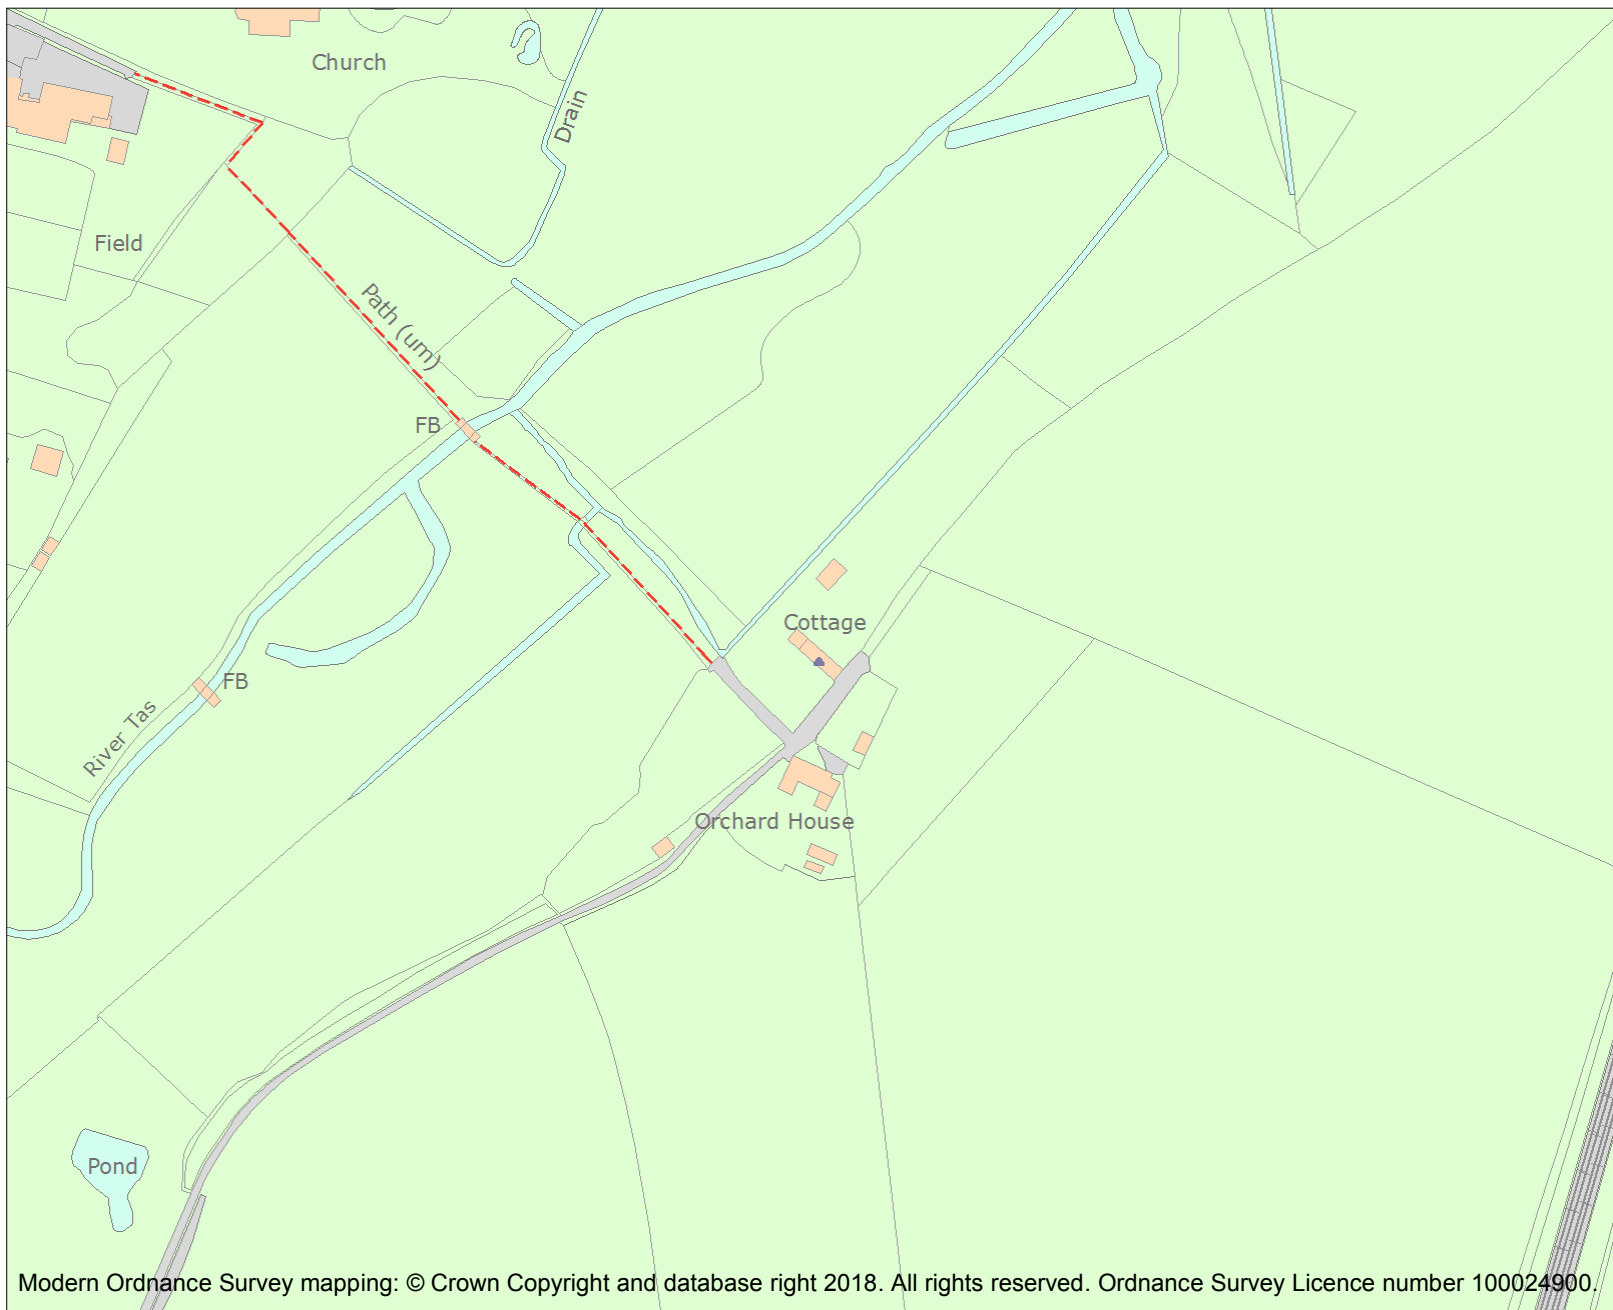 Church
Drain
Field
Path (um)
FB
Cottage
FB
River Tas
Orchard House
Pond
Modern Ordnance Survey mapping: © Crown Copyright and database right 2018. All rights reserved. Ordnance Survey Licence number 100024900.